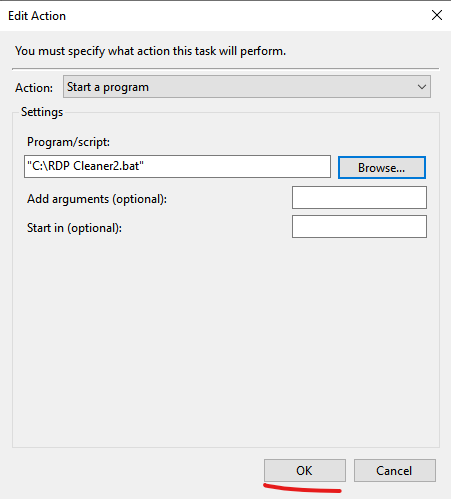 Edit Action
You must specify what action this task will perform.
Action: Start a program
Settings
Program/script:
"C:\RDP Cleaner2.bat" Browse...
Add arguments (optional):
Start in (optional):
OK Cancel